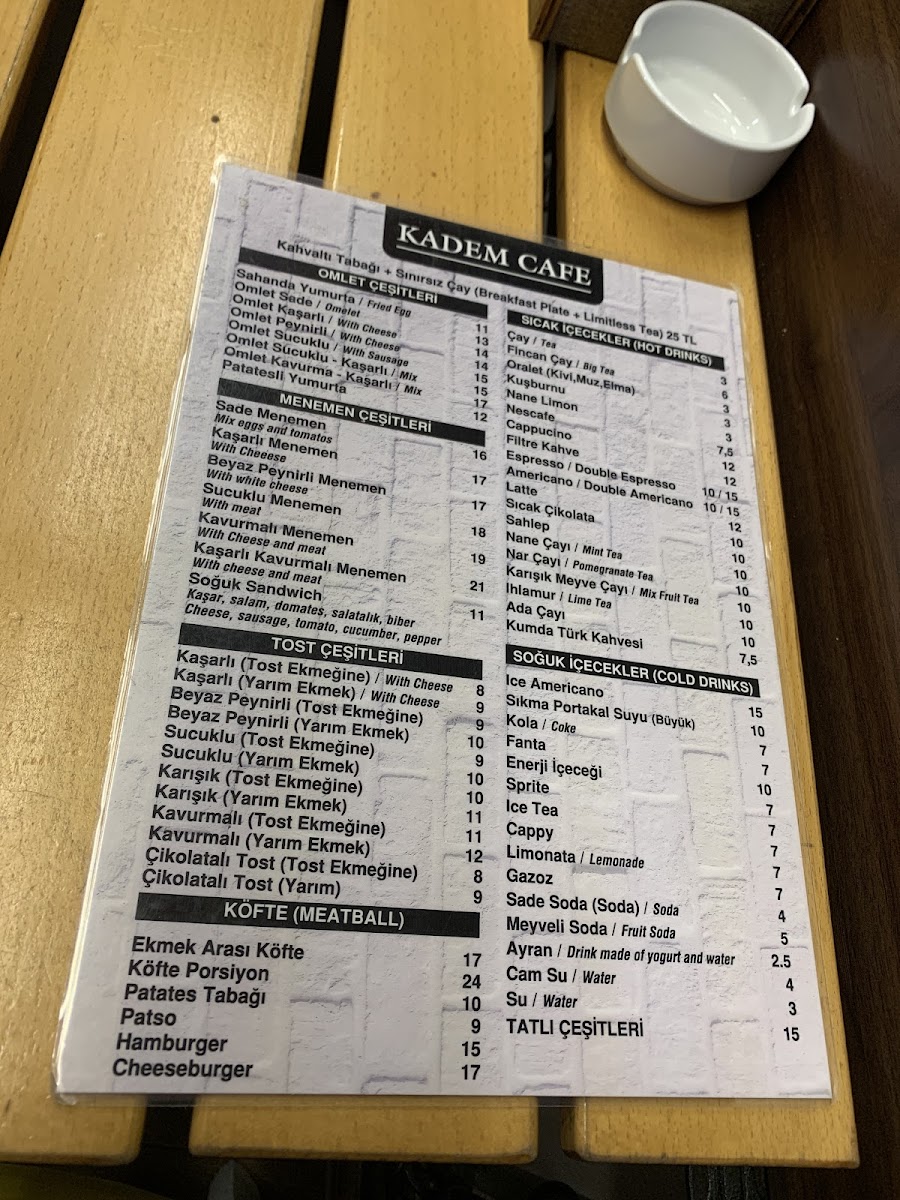 KADEM CAFE
Kahvaltı Tabağı + Sınırsız Çay (Breakfast Plate + Limitless Tea) 25 TL
OMLET ÇEŞİTLERİ
Sahanda Yumurta / Fried Egg 11
Omlet Sade / Omelet 13
Omlet Kaşarlı / With Cheese 14
Omlet Peynirli / With Cheese 14
Omlet Sucuklu / With Sausage 15
Omlet Sucuklu - Kaşarlı / Mix 15
Omlet Kavurma - Kaşarlı / Mix 17
Patatesli Yumurta 12
MENEMEN ÇEŞİTLERİ
Sade Menemen 16
Mix eggs and tomatos
Kaşarlı Menemen 17
With Cheeese
Beyaz Peynirli Menemen 17
With white cheese
Sucuklu Menemen 18
With meat
Kavurmalı Menemen 19
With Cheese and meat
Kaşarlı Kavurmalı Menemen 21
With cheese and meat
Soğuk Sandwich 11
Kaşar, salam, domates, salatalık, biber
Cheese, sausage, tomato, cucumber, pepper
TOST ÇEŞİTLERİ
Kaşarlı (Tost Ekmeğine) / With Cheese 8
Kaşarlı (Yarım Ekmek) / With Cheese 9
Beyaz Peynirli (Tost Ekmeğine) 9
Beyaz Peynirli (Yarım Ekmek) 10
Sucuklu (Tost Ekmeğine) 9
Sucuklu (Yarım Ekmek) 10
Karışık (Tost Ekmeğine) 10
Karışık (Yarım Ekmek) 11
Kavurmalı (Tost Ekmeğine) 11
Kavurmalı (Yarım Ekmek) 12
Çikolatalı Tost (Tost Ekmeğine) 8
Çikolatalı Tost (Yarım) 9
KÖFTE (MEATBALL)
Ekmek Arası Köfte 17
Köfte Porsiyon 24
Patates Tabağı 10
Patso 9
Hamburger 15
Cheeseburger 17
SICAK İÇECEKLER (HOT DRINKS)
Çay / Tea 3
Fincan Çay / Big Tea 6
Oralet (Kivi,Muz,Elma) 3
Kuşburnu 3
Nane Limon 3
Nescafe 7,5
Cappucino 12
Filtre Kahve 12
Espresso / Double Espresso 10 / 15
Americano / Double Americano 10 / 15
Latte 12
Sıcak Çikolata 10
Sahlep 10
Nane Çayı / Mint Tea 10
Nar Çayı / Pomegranate Tea 10
Karışık Meyve Çayı / Mix Fruit Tea 10
Ihlamur / Lime Tea 10
Ada Çayı 10
Kumda Türk Kahvesi 7,5
SOĞUK İÇECEKLER (COLD DRINKS)
Ice Americano 15
Sıkma Portakal Suyu (Büyük) 10
Kola / Coke 7
Fanta 7
Enerji İçeceği 10
Sprite 7
Ice Tea 7
Cappy 7
Limonata / Lemonade 7
Gazoz 7
Sade Soda (Soda) / Soda 4
Meyveli Soda / Fruit Soda 5
Ayran / Drink made of yogurt and water 2.5
Cam Su / Water 4
Su / Water 3
TATLI ÇEŞİTLERİ 15